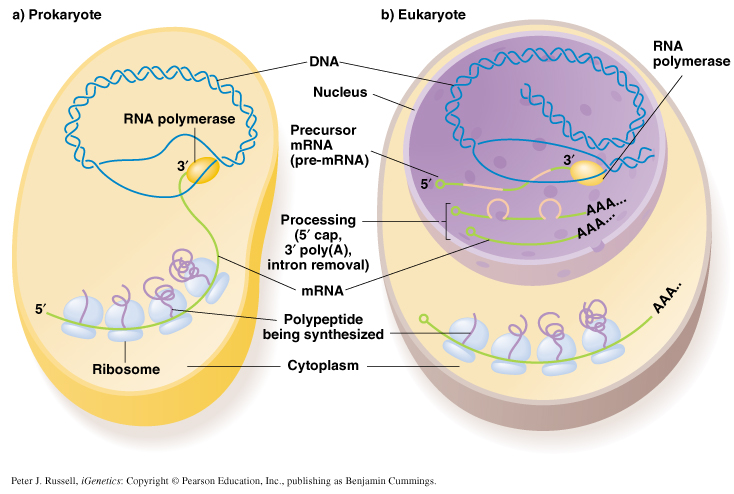 a) Prokaryote
b) Eukaryote
DNA
RNA
polymerase
Nucleus
RNA polymerase
Precursor
mRNA
(pre-mRNA)
3′
3′
5′
AAA...
Processing
(5′ cap,
3′ poly(A),
intron removal)
AAA...
mRNA
AAA..
5′
Polypeptide
being synthesized
Ribosome
Cytoplasm
Peter J. Russell, iGenetics: Copyright © Pearson Education, Inc., publishing as Benjamin Cummings.